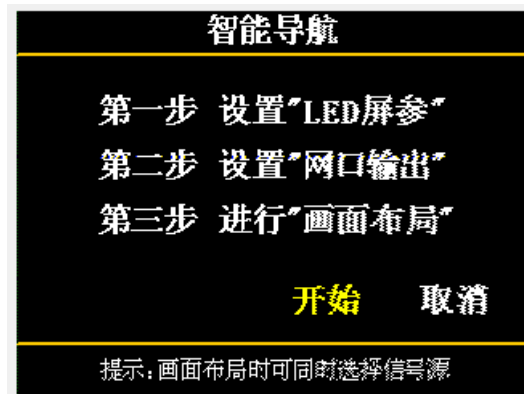 智能导航
第一步 设置"LED屏参"
第二步 设置"网口输出"
第三步 进行"画面布局"
开始 取消
提示:画面布局时可同时选择信号源